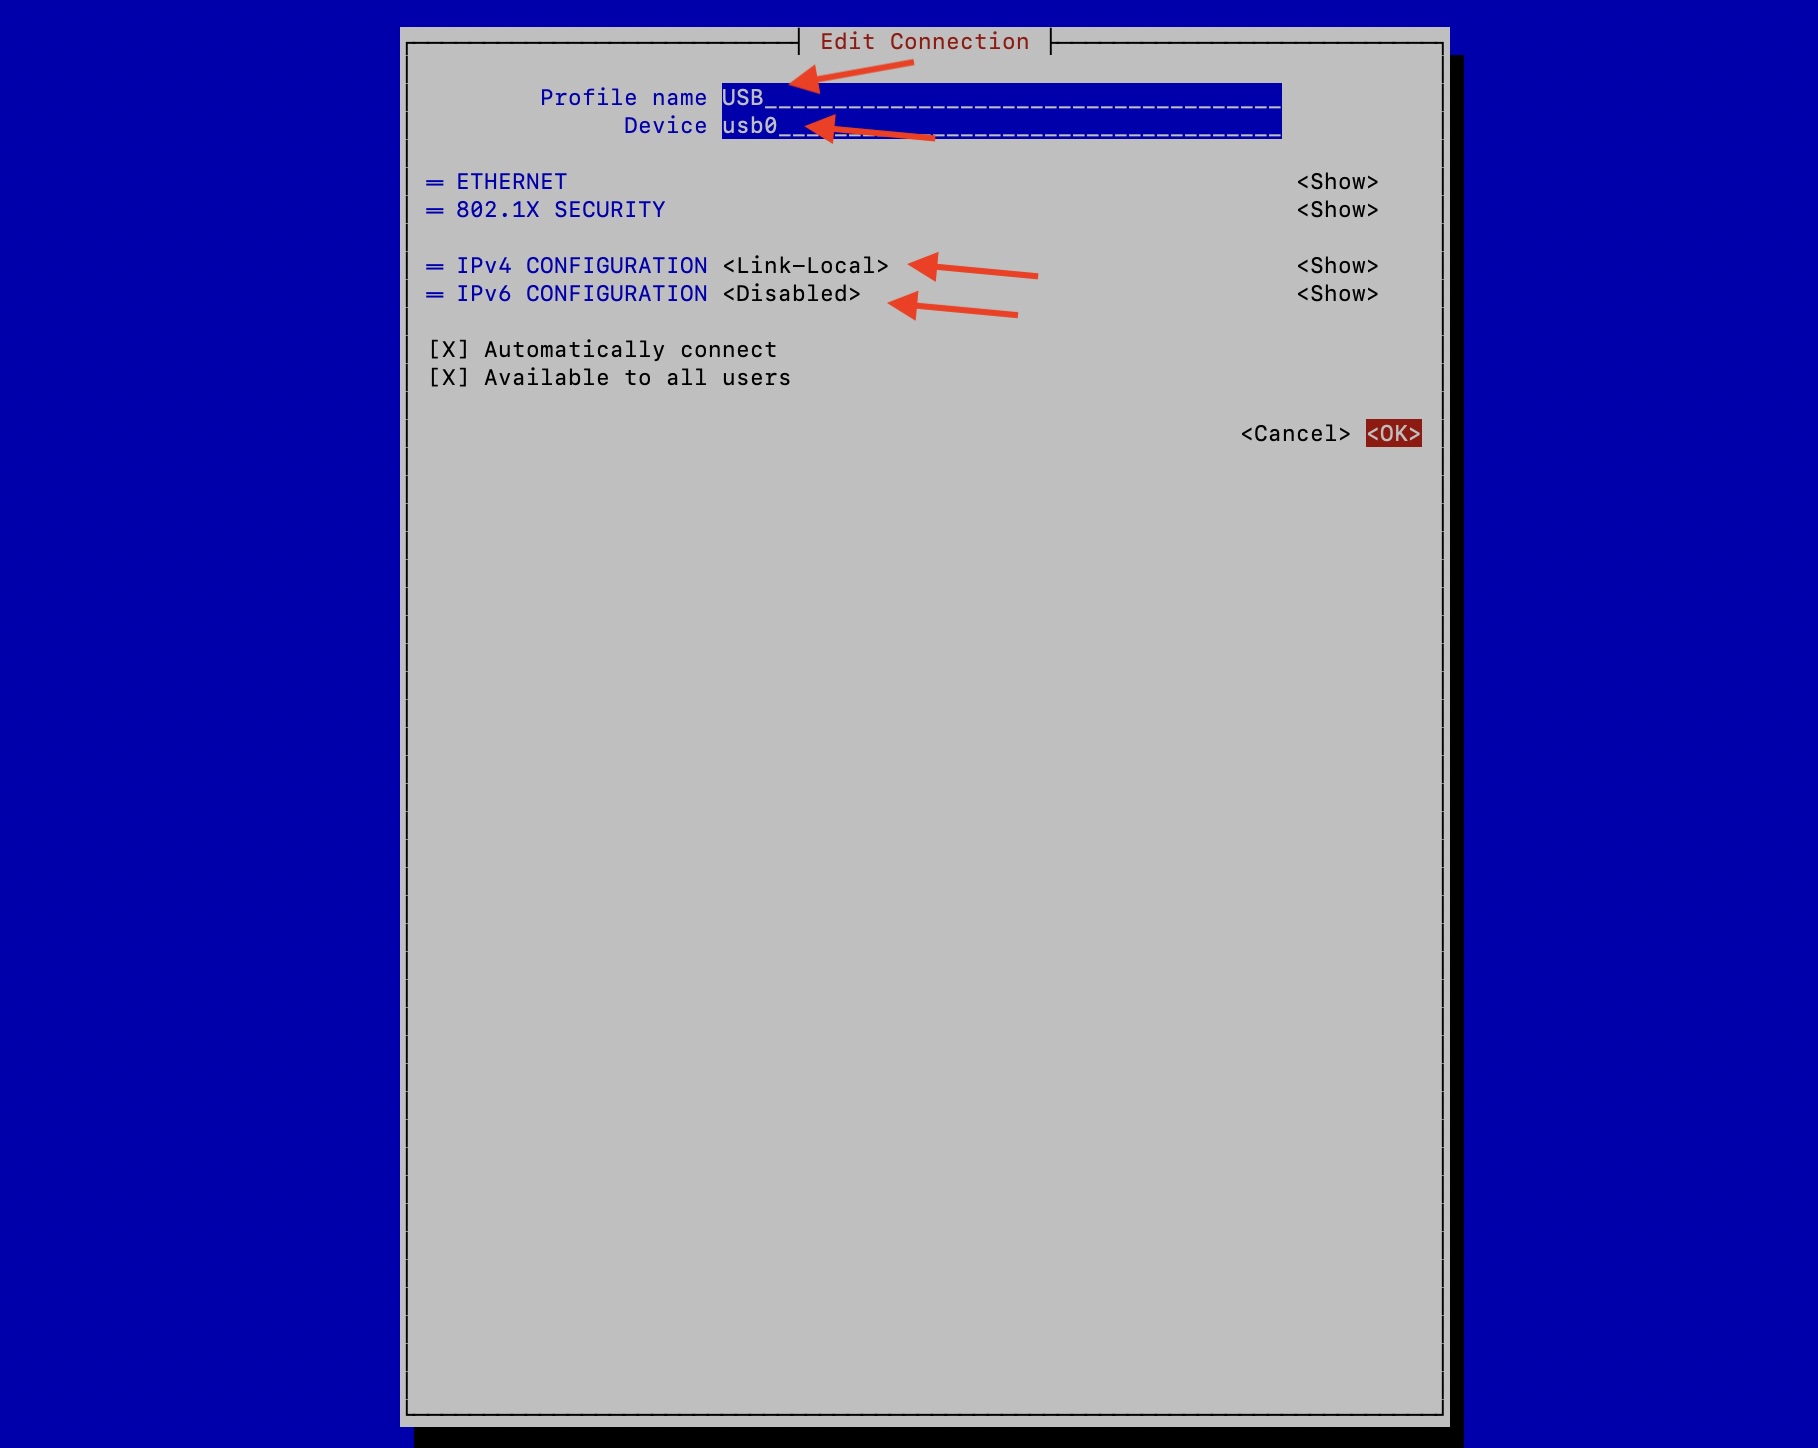 Edit Connection
Profile name USB
Device usb0
= ETHERNET <Show>
= 802.1X SECURITY <Show>
= IPv4 CONFIGURATION <Link-Local> <Show>
= IPv6 CONFIGURATION <Disabled> <Show>
[X] Automatically connect
[X] Available to all users
<Cancel> <OK>